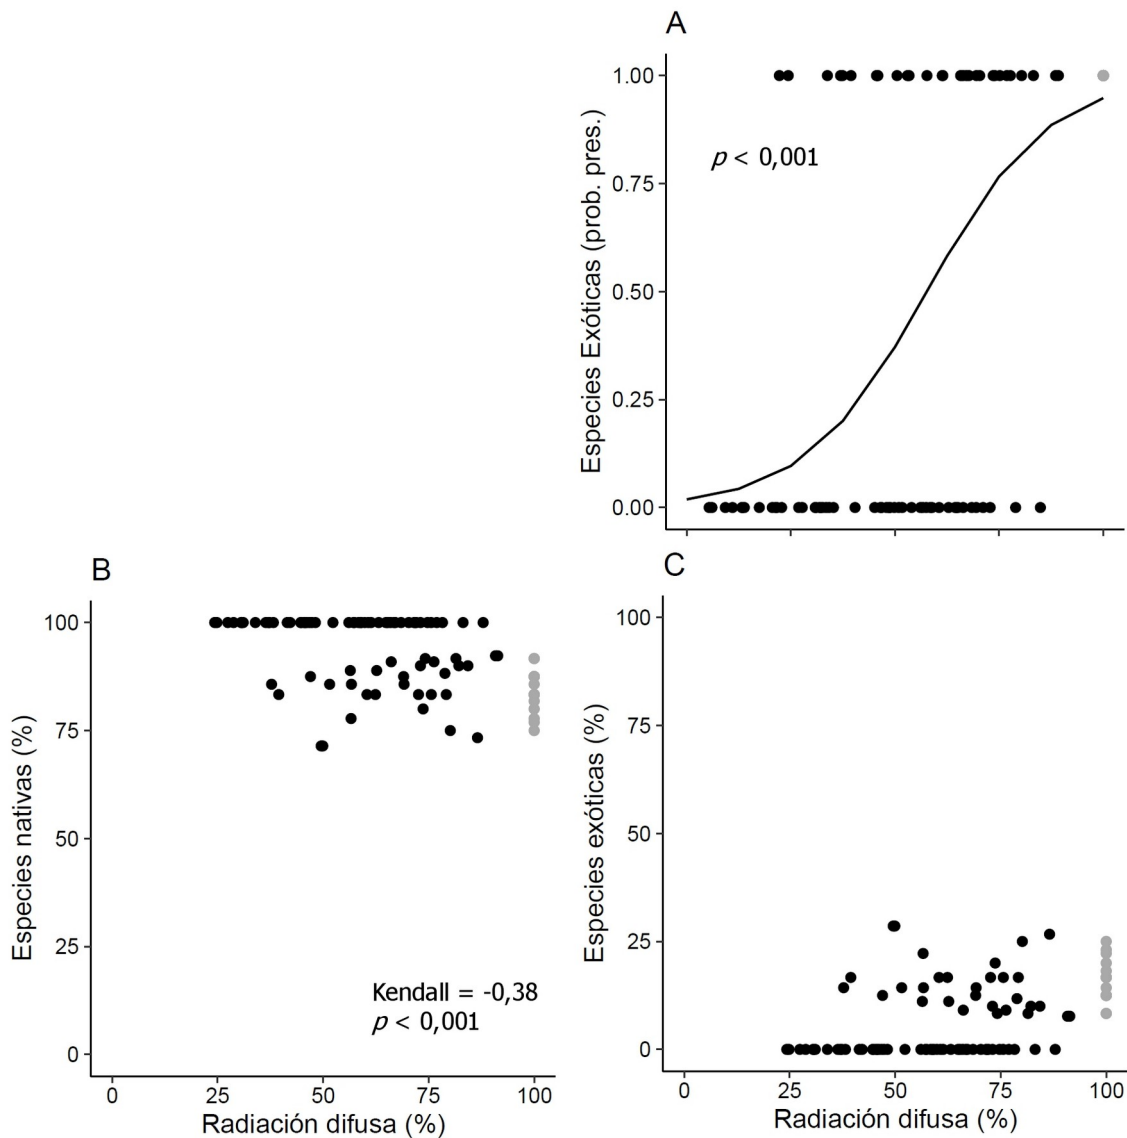 A
Especies Exóticas (prob. pres.)
1.00
0.75
0.50
0.25
0.00
p < 0,001
B
Especies nativas (%)
100
75
50
25
0
Kendall = -0,38
p < 0,001
0 25 50 75 100
Radiación difusa (%)
C
Especies exóticas (%)
100
75
50
25
0
0 25 50 75 100
Radiación difusa (%)